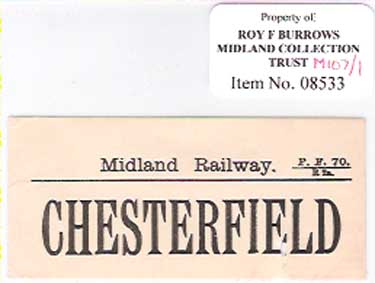 Property of:
ROY F BURROWS
MIDLAND COLLECTION
TRUST M107/1
Item No. 08533
Midland Railway. P. F. 70.
CHESTERFIELD